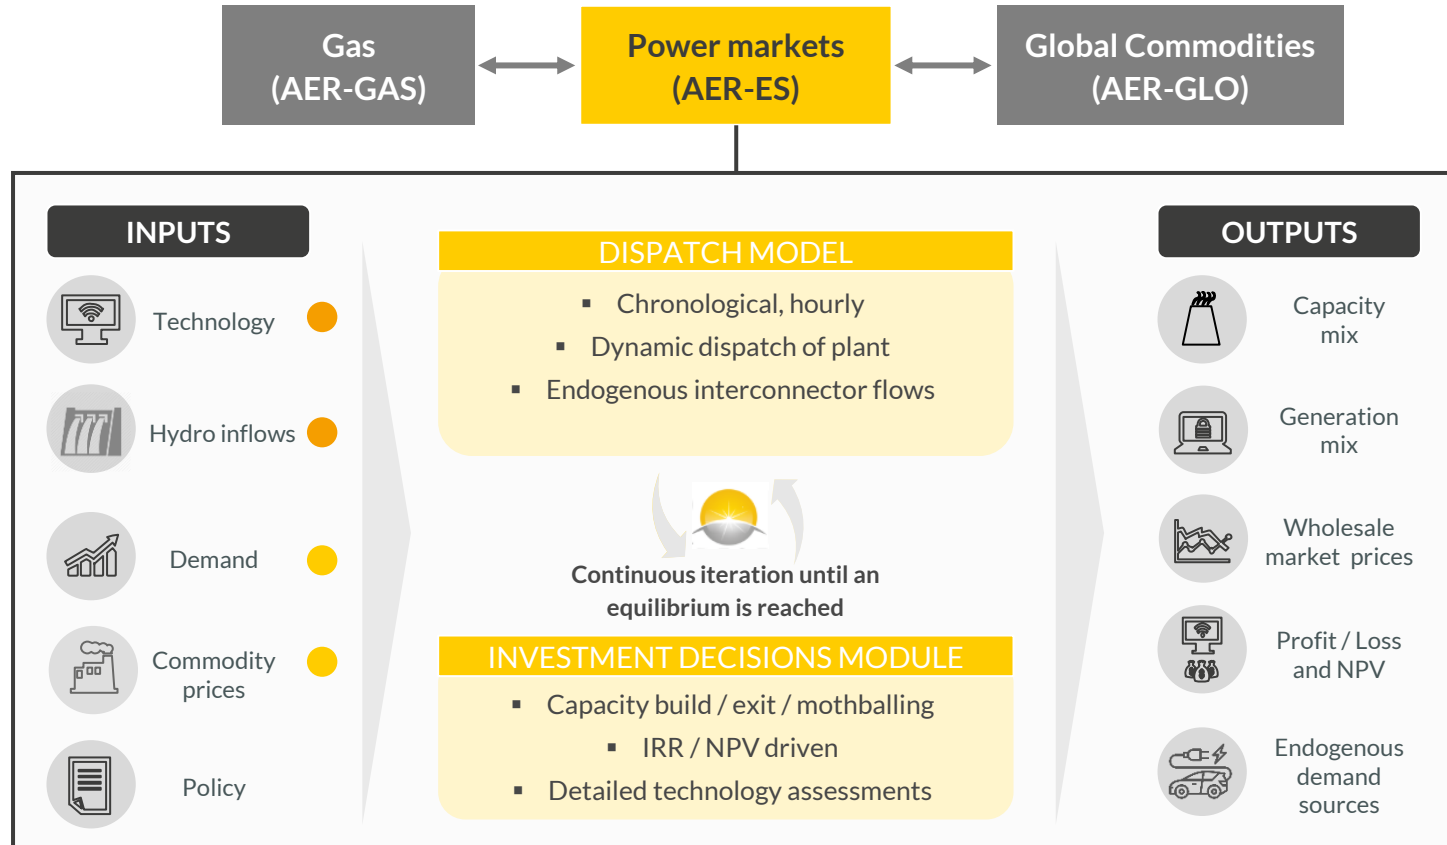 Gas
(AER-GAS)
Power markets
(AER-ES)
Global Commodities
(AER-GLO)
INPUTS
Technology
Hydro inflows
Demand
Commodity
prices
Policy
DISPATCH MODEL
▪ Chronological, hourly
▪ Dynamic dispatch of plant
▪ Endogenous interconnector flows
Continuous iteration until an
equilibrium is reached
INVESTMENT DECISIONS MODULE
▪ Capacity build / exit / mothballing
▪ IRR / NPV driven
▪ Detailed technology assessments
OUTPUTS
Capacity
mix
Generation
mix
Wholesale
market prices
Profit / Loss
and NPV
Endogenous
demand
sources